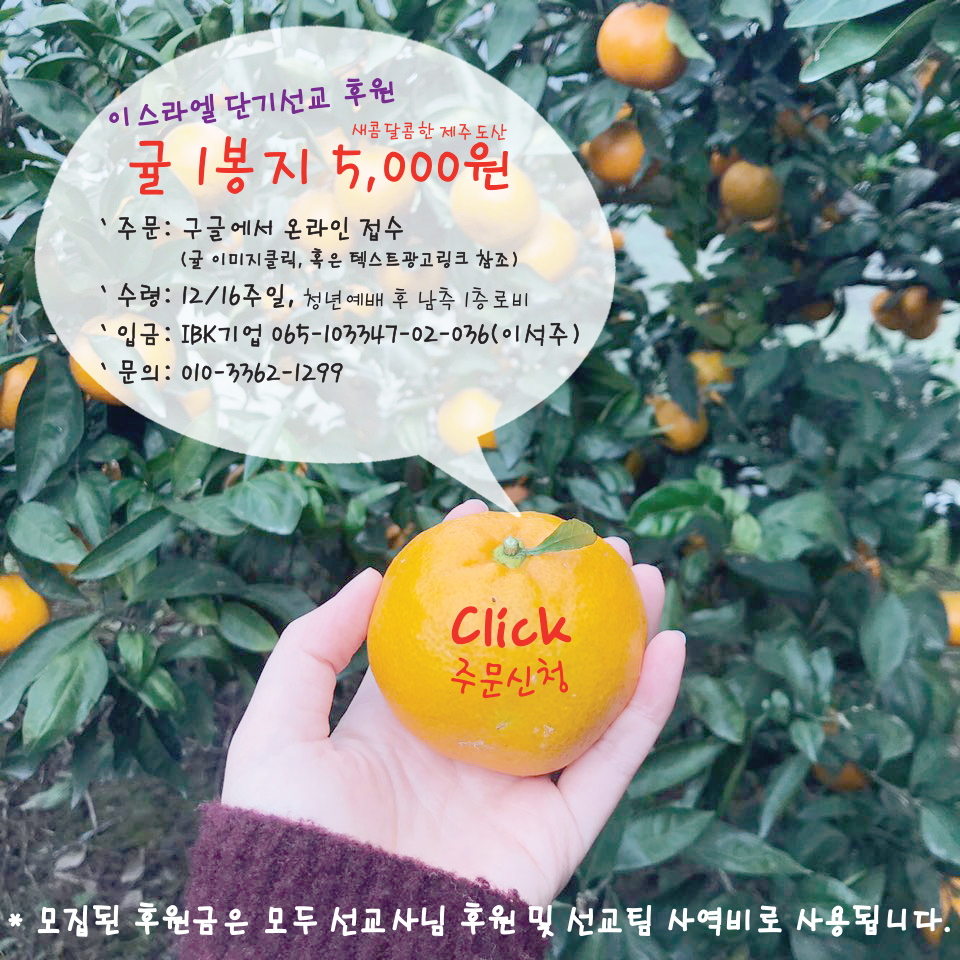 이스라엘 단기선교 후원
새콤달콤한 제주도산
귤 1봉지 5,000원
` 주문: 구글에서 온라인 접수
(귤 이미지클릭, 혹은 텍스트광고링크 참조)
` 수령: 12/16주일, 청년예배 후 남측 1층로비
` 입금: IBK기업 065-103347-02-036(이석주)
` 문의: 010-3362-1299
Click
주문신청
* 모집된 후원금은 모두 선교사님 후원 및 선교팀 사역비로 사용됩니다.